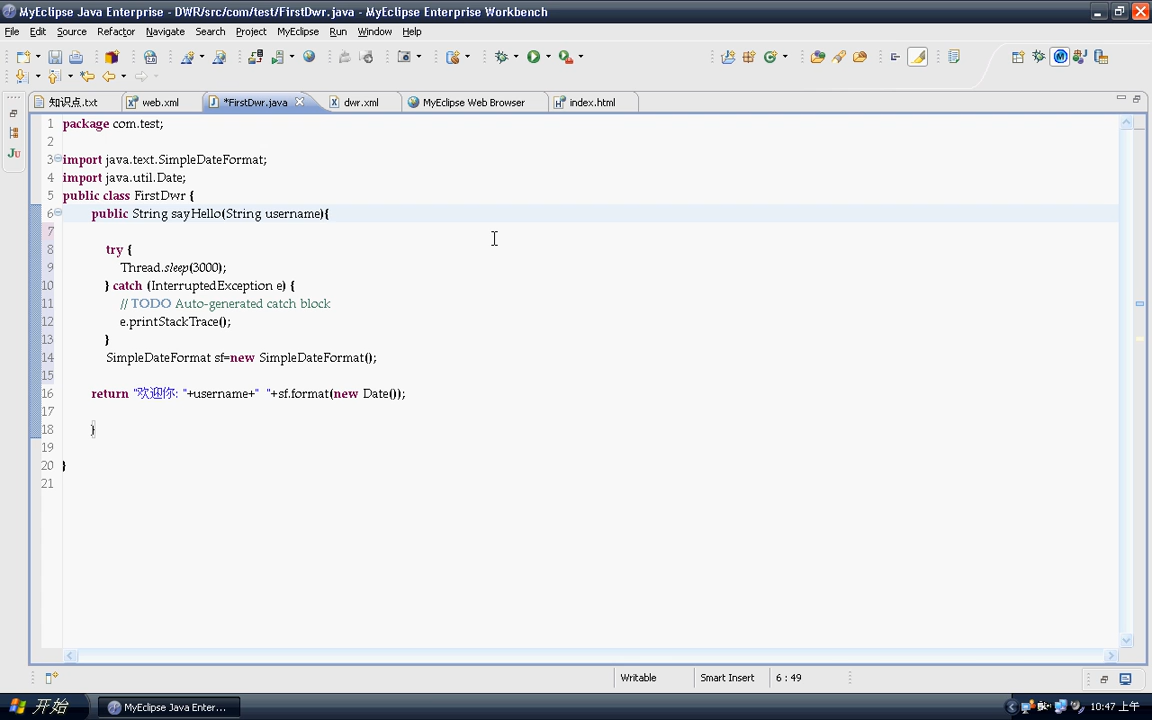 MyEclipse Java Enterprise - DWR/src/com/test/FirstDwr.java - MyEclipse Enterprise Workbench
File Edit Source Refactor Navigate Search Project MyEclipse Run Window Help
知识点.txt web.xml *FirstDwr.java dwr.xml MyEclipse Web Browser index.html
1 package com.test;
2
3 import java.text.SimpleDateFormat;
4 import java.util.Date;
5 public class FirstDwr {
6 public String sayHello(String username){
7
8 try {
9 Thread.sleep(3000);
10 } catch (InterruptedException e) {
11 // TODO Auto-generated catch block
12 e.printStackTrace();
13 }
14 SimpleDateFormat sf=new SimpleDateFormat();
15
16 return "欢迎你: "+username+"  "+sf.format(new Date());
17
18 }
19
20 }
21
Writable Smart Insert 6 : 49
开始 MyEclipse Java Enter... 10:47 上午